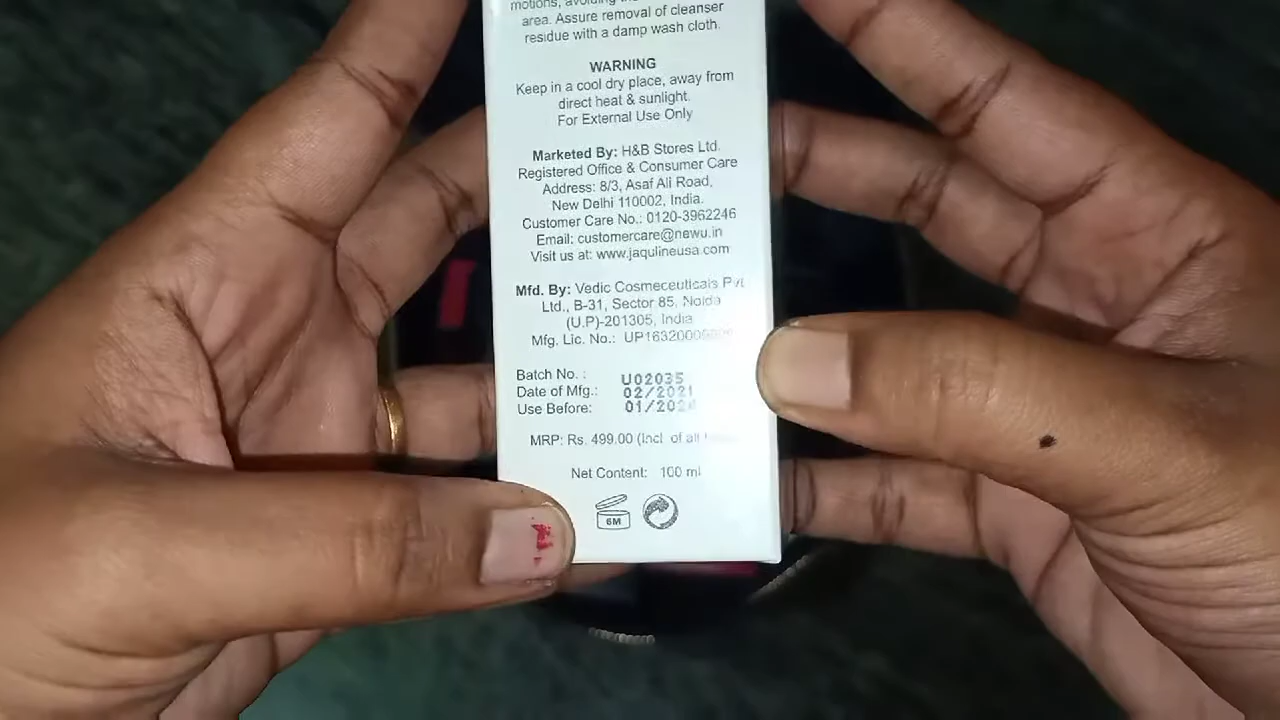 motions, avoiding the
area. Assure removal of cleanser
residue with a damp wash cloth.
WARNING
Keep in a cool dry place, away from
direct heat & sunlight.
For External Use Only
Marketed By: H&B Stores Ltd.
Registered Office & Consumer Care
Address: 8/3, Asaf Ali Road,
New Delhi 110002, India.
Customer Care No.: 0120-3962246
Email: customercare@newu.in
Visit us at: www.jaqulineusa.com
Mfd. By: Vedic Cosmeceuticals Pvt
Ltd., B-31, Sector 85, Noida
(U.P)-201305, India
Mfg. Lic. No.:
Batch No. : U02035
Date of Mfg.: 02/2021
Use Before:
MRP: Rs. 499.00 (Incl. of all
Net Content: 100 ml
6M